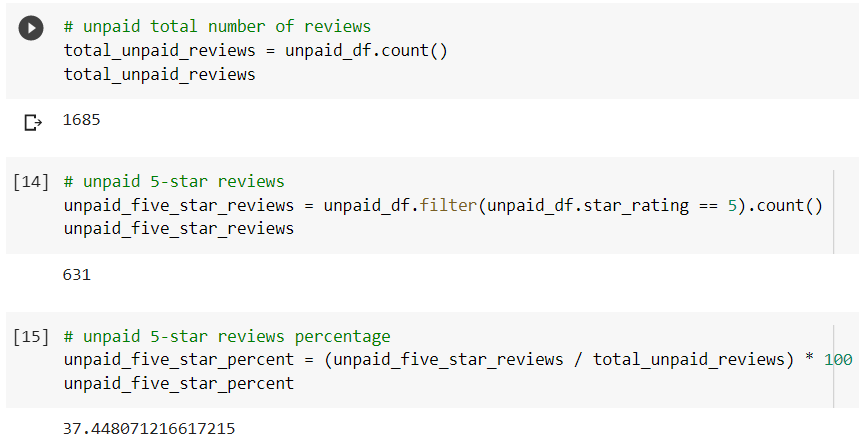 # unpaid total number of reviews
total_unpaid_reviews = unpaid_df.count()
total_unpaid_reviews
1685
[14] # unpaid 5-star reviews
unpaid_five_star_reviews = unpaid_df.filter(unpaid_df.star_rating == 5).count()
unpaid_five_star_reviews
631
[15] # unpaid 5-star reviews percentage
unpaid_five_star_percent = (unpaid_five_star_reviews / total_unpaid_reviews) * 100
unpaid_five_star_percent
37.448071216617215